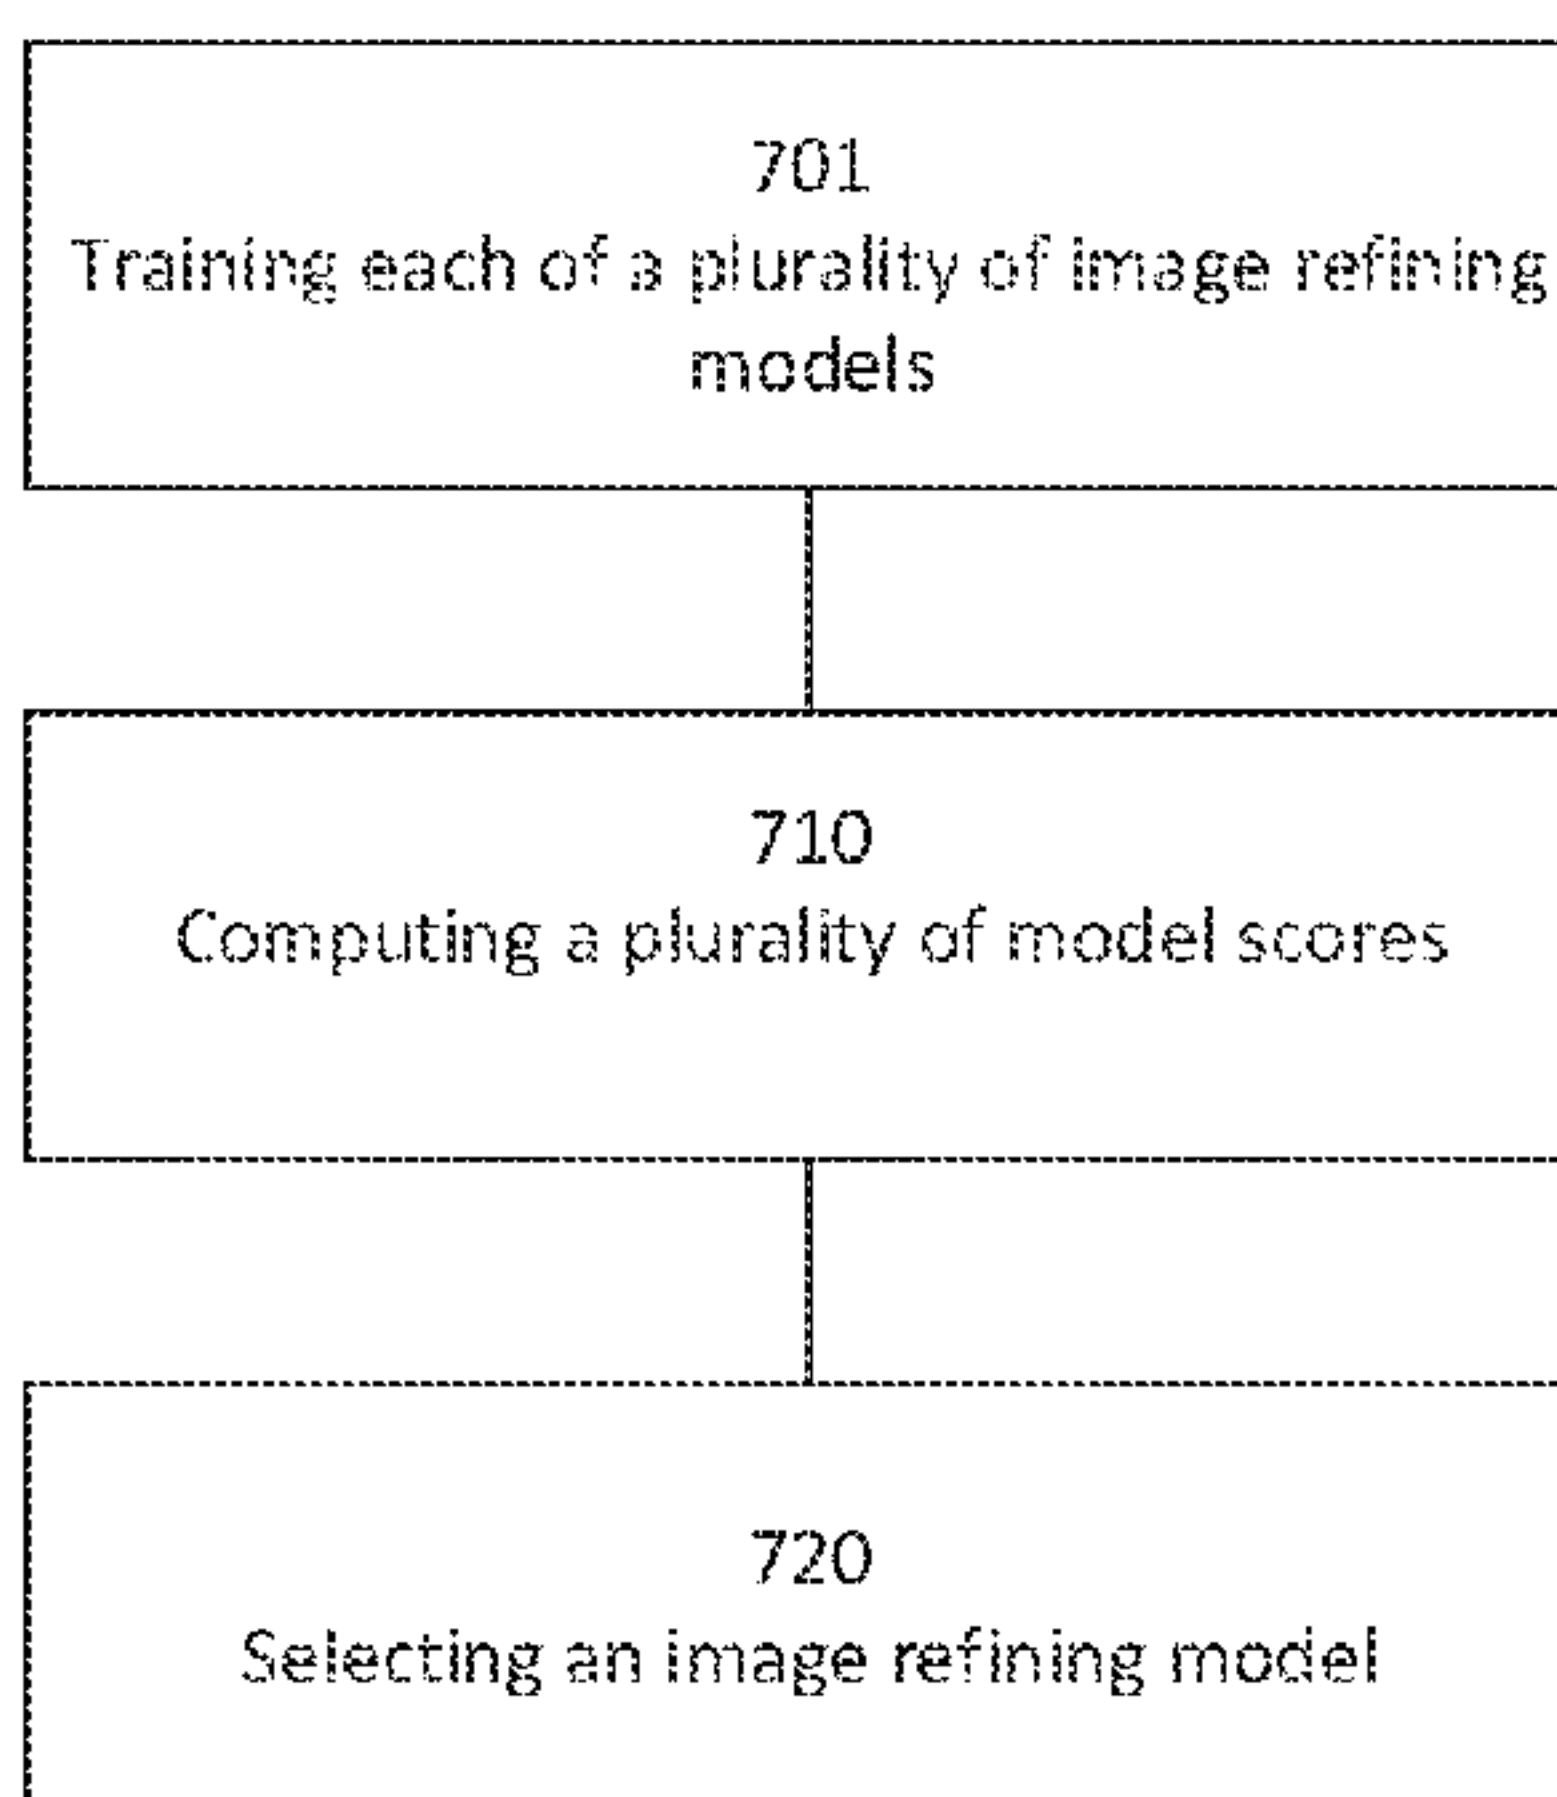 701
Training each of a plurality of image refining
models
710
Computing a plurality of model scores
720
Selecting an image refining model